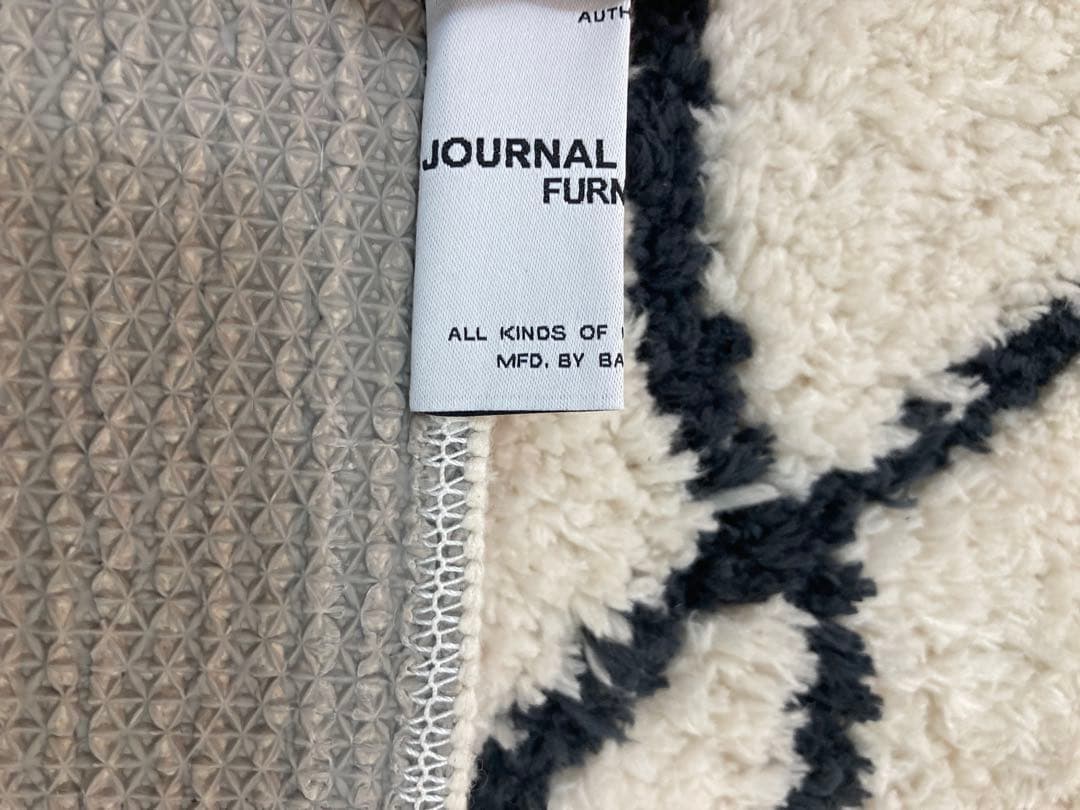 AUTH
JOURNAL
FURN
ALL KINDS OF
MFD. BY BA